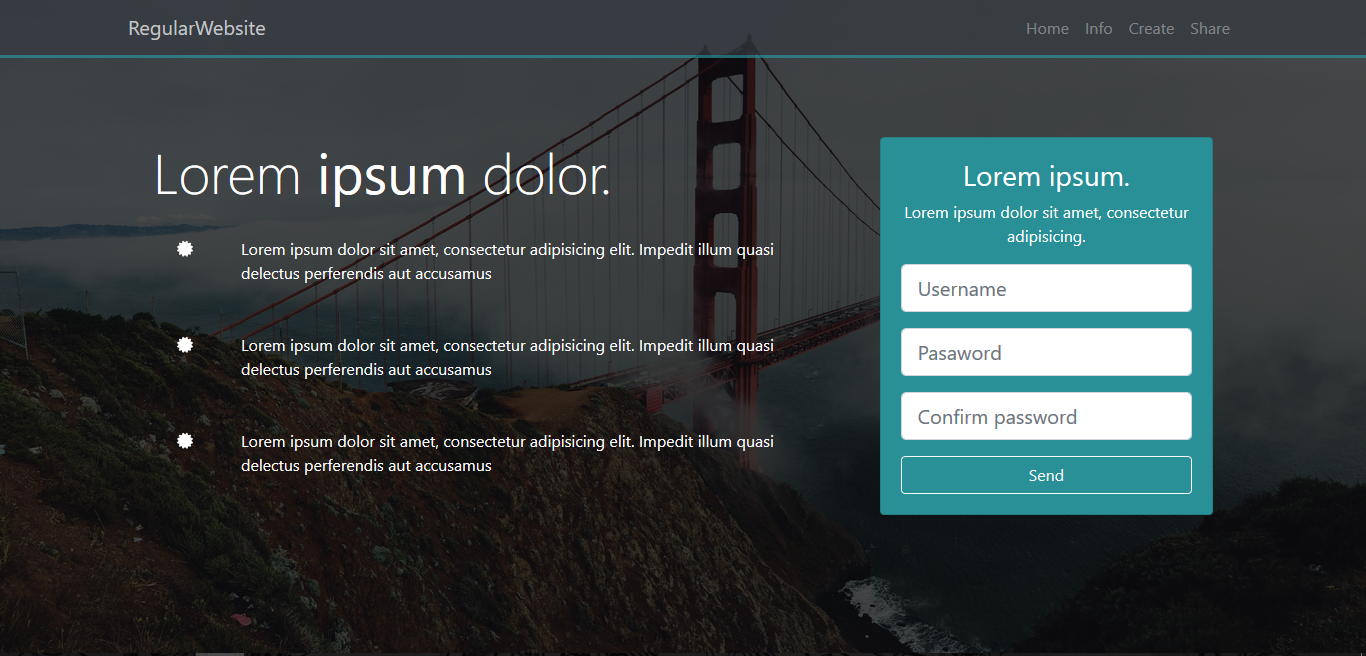 RegularWebsite
Home Info Create Share
Lorem ipsum dolor.
Lorem ipsum dolor sit amet, consectetur adipisicing elit. Impedit illum quasi
delectus perferendis aut accusamus
Lorem ipsum dolor sit amet, consectetur adipisicing elit. Impedit illum quasi
delectus perferendis aut accusamus
Lorem ipsum dolor sit amet, consectetur adipisicing elit. Impedit illum quasi
delectus perferendis aut accusamus
Lorem ipsum.
Lorem ipsum dolor sit amet, consectetur
adipisicing.
Username
Pasaword
Confirm password
Send